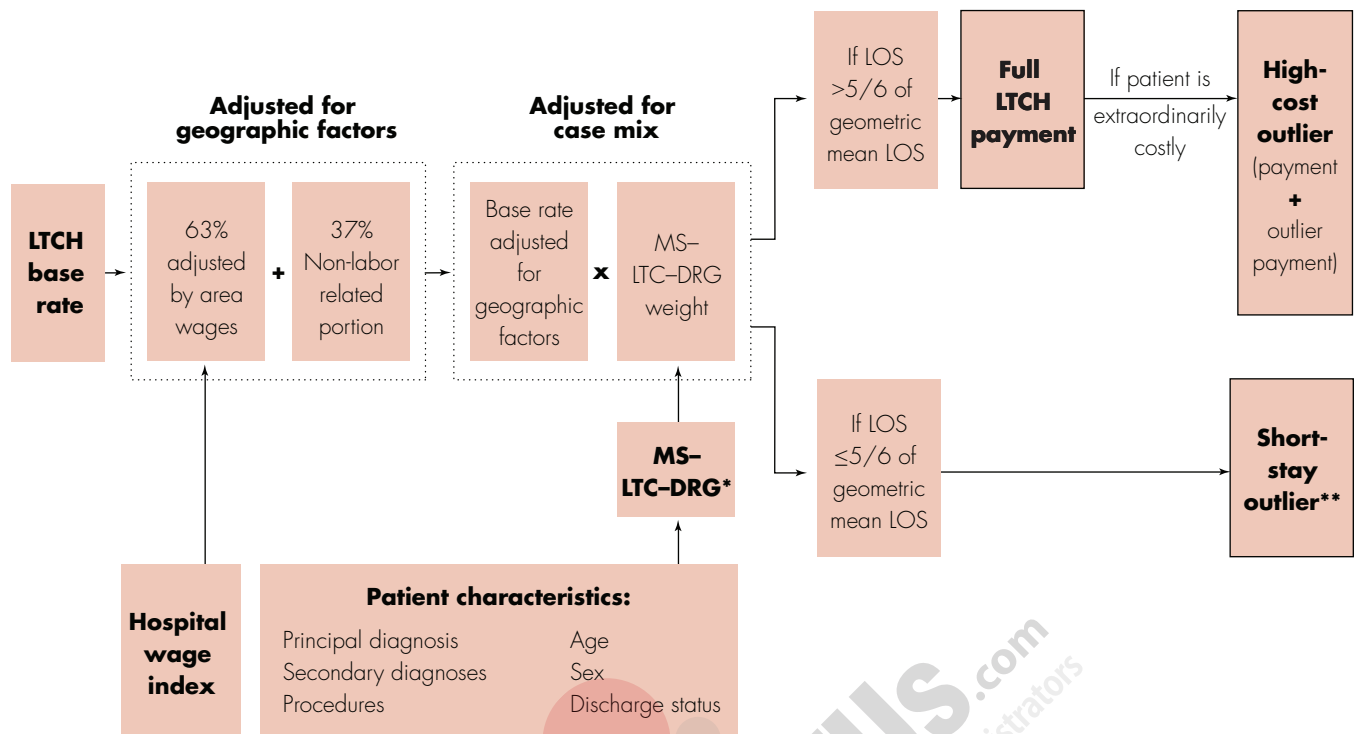 Adjusted for
geographic factors
Adjusted for
case mix
LTCH
base
rate
63%
adjusted
by area
wages
+
37%
Non-labor
related
portion
Base rate
adjusted
for
geographic
factors
x
MS–
LTC–DRG
weight
If LOS
>5/6 of
geometric
mean LOS
Full
LTCH
payment
If patient is
extraordinarily
costly
High-
cost
outlier
(payment
+
outlier
payment)
MS–
LTC–DRG*
If LOS
≤5/6 of
geometric
mean LOS
Short-
stay
outlier**
Hospital
wage
index
Patient characteristics:
Principal diagnosis
Secondary diagnoses
Procedures
Age
Sex
Discharge status
.com